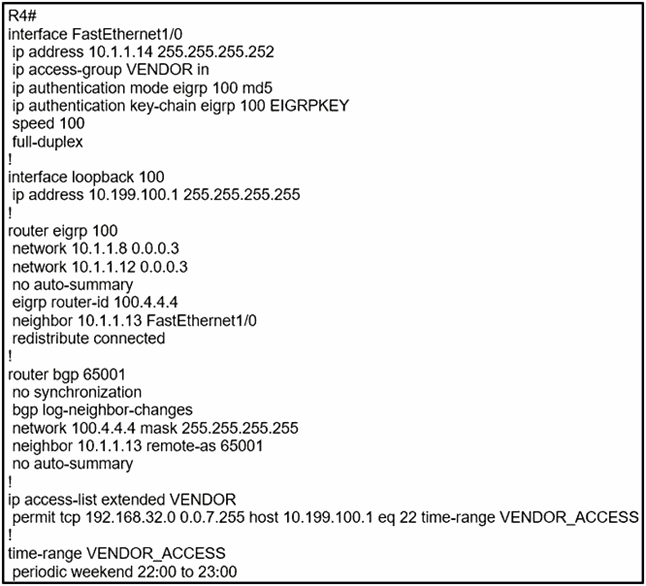 R4#
interface FastEthernet1/0
ip address 10.1.1.14 255.255.255.252
ip access-group VENDOR in
ip authentication mode eigrp 100 md5
ip authentication key-chain eigrp 100 EIGRPKEY
speed 100
full-duplex
!
interface loopback 100
ip address 10.199.100.1 255.255.255.255
!
router eigrp 100
network 10.1.1.8 0.0.0.3
network 10.1.1.12 0.0.0.3
no auto-summary
eigrp router-id 100.4.4.4
neighbor 10.1.1.13 FastEthernet1/0
redistribute connected
!
router bgp 65001
no synchronization
bgp log-neighbor-changes
network 100.4.4.4 mask 255.255.255.255
neighbor 10.1.1.13 remote-as 65001
no auto-summary
!
ip access-list extended VENDOR
permit tcp 192.168.32.0 0.0.7.255 host 10.199.100.1 eq 22 time-range VENDOR_ACCESS
!
time-range VENDOR_ACCESS
periodic weekend 22:00 to 23:00